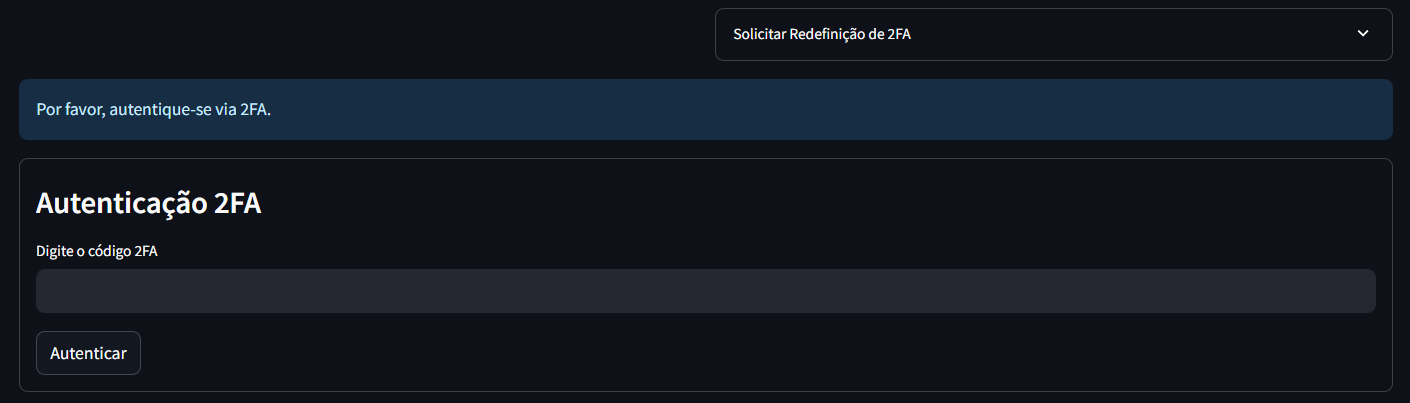 Solicitar Redefinição de 2FA
Por favor, autentique-se via 2FA.
Autenticação 2FA
Digite o código 2FA
Autenticar